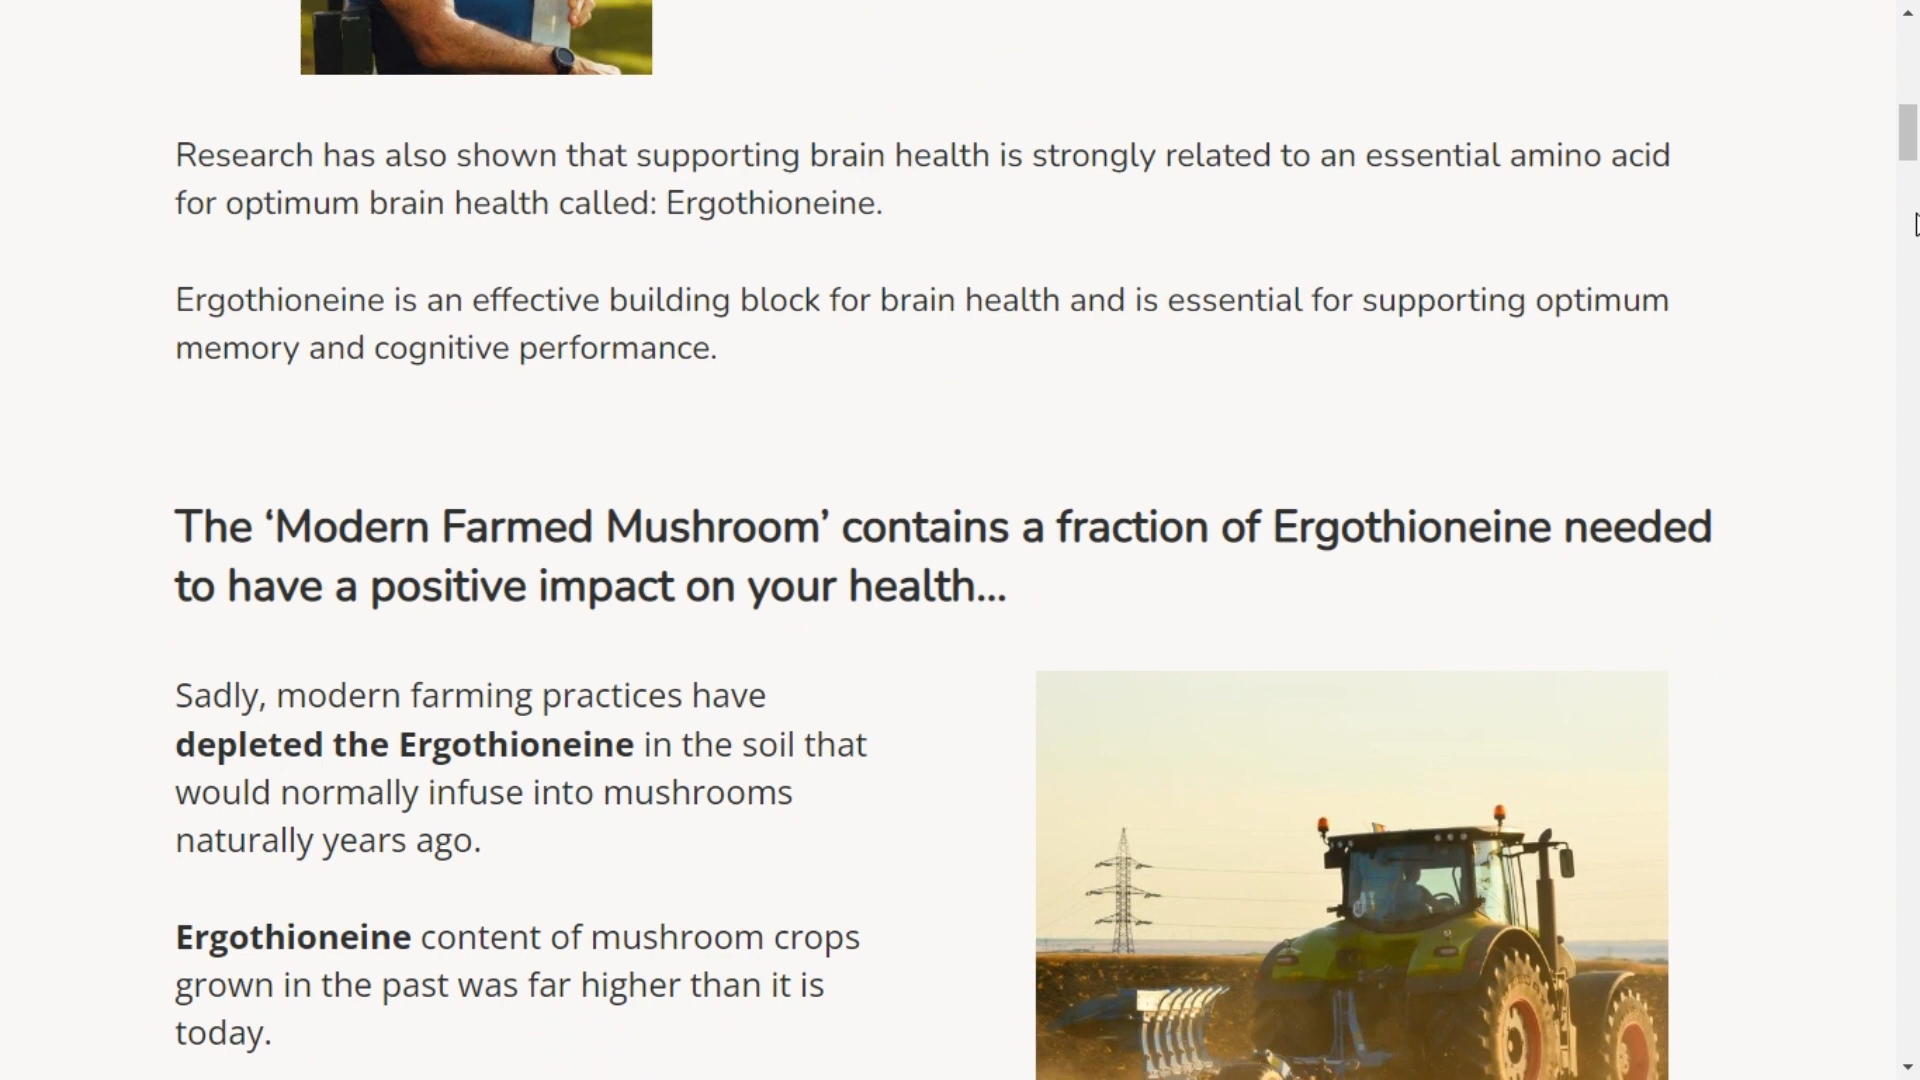 Research has also shown that supporting brain health is strongly related to an essential amino acid
for optimum brain health called: Ergothioneine.
Ergothioneine is an effective building block for brain health and is essential for supporting optimum
memory and cognitive performance.
The ‘Modern Farmed Mushroom’ contains a fraction of Ergothioneine needed
to have a positive impact on your health...
Sadly, modern farming practices have
depleted the Ergothioneine in the soil that
would normally infuse into mushrooms
naturally years ago.
Ergothioneine content of mushroom crops
grown in the past was far higher than it is
today.